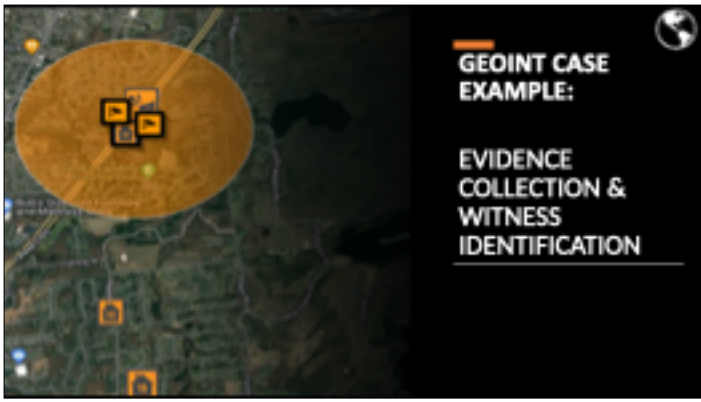 GEOINT CASE
EXAMPLE:
EVIDENCE
COLLECTION &
WITNESS
IDENTIFICATION